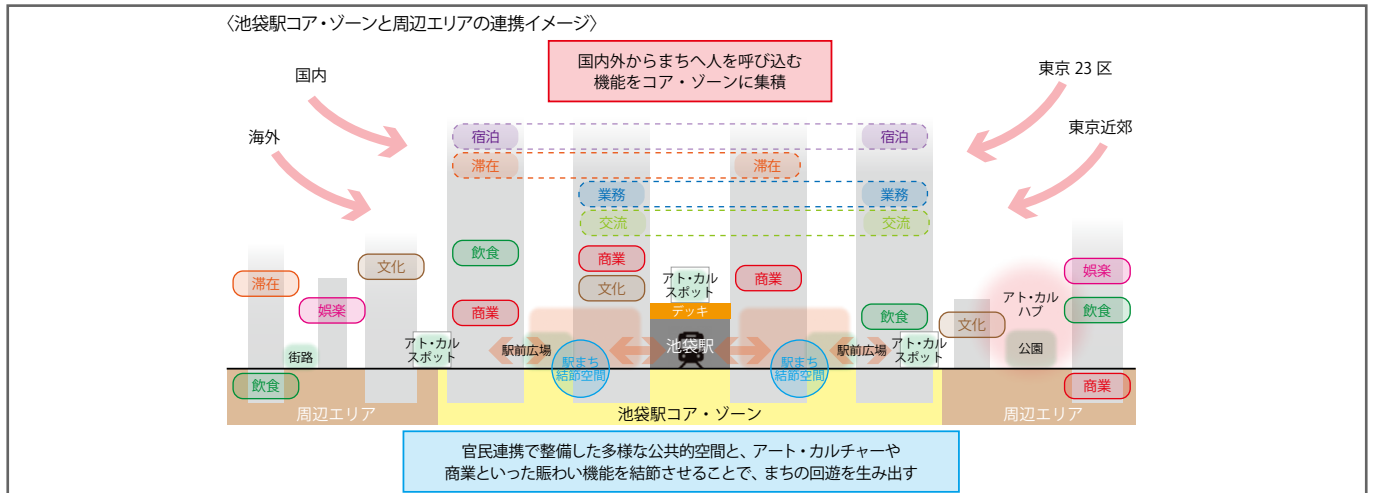 〈池袋駅コア・ゾーンと周辺エリアの連携イメージ〉
国内外からまちへ人を呼び込む
機能をコア・ゾーンに集積
国内
海外
東京 23 区
東京近郊
宿泊
宿泊
滞在
滞在
業務
業務
交流
交流
飲食
商業
文化
商業
アト・カル
スポット
デッキ
池袋駅
商業
滞在
娯楽
文化
街路
飲食
アト・カル
スポット
駅前広場
駅まち
結節空間
駅まち
結節空間
駅前広場
飲食
アト・カル
スポット
文化
アト・カル
ハブ
公園
娯楽
飲食
商業
周辺エリア
池袋駅コア・ゾーン
周辺エリア
官民連携で整備した多様な公共的空間と、アート・カルチャーや
商業といった賑わい機能を結節させることで、まちの回遊を生み出す